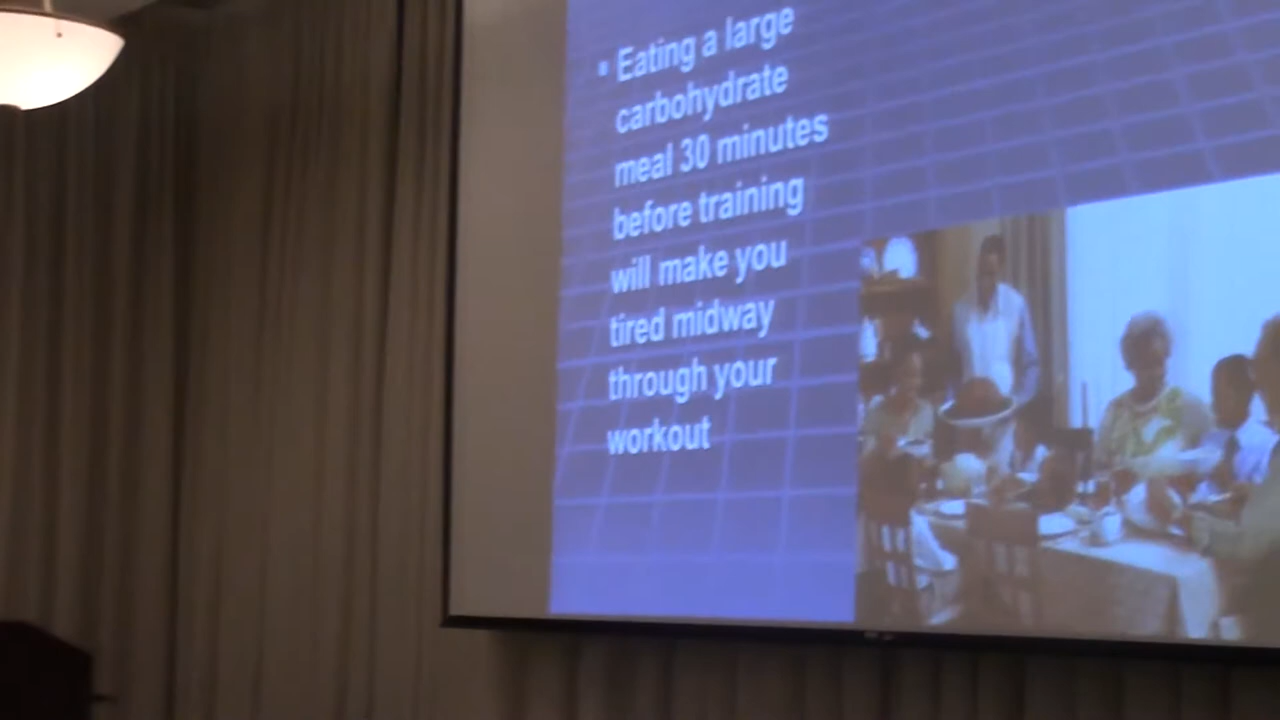 • Eating a large
carbohydrate
meal 30 minutes
before training
will make you
tired midway
through your
workout